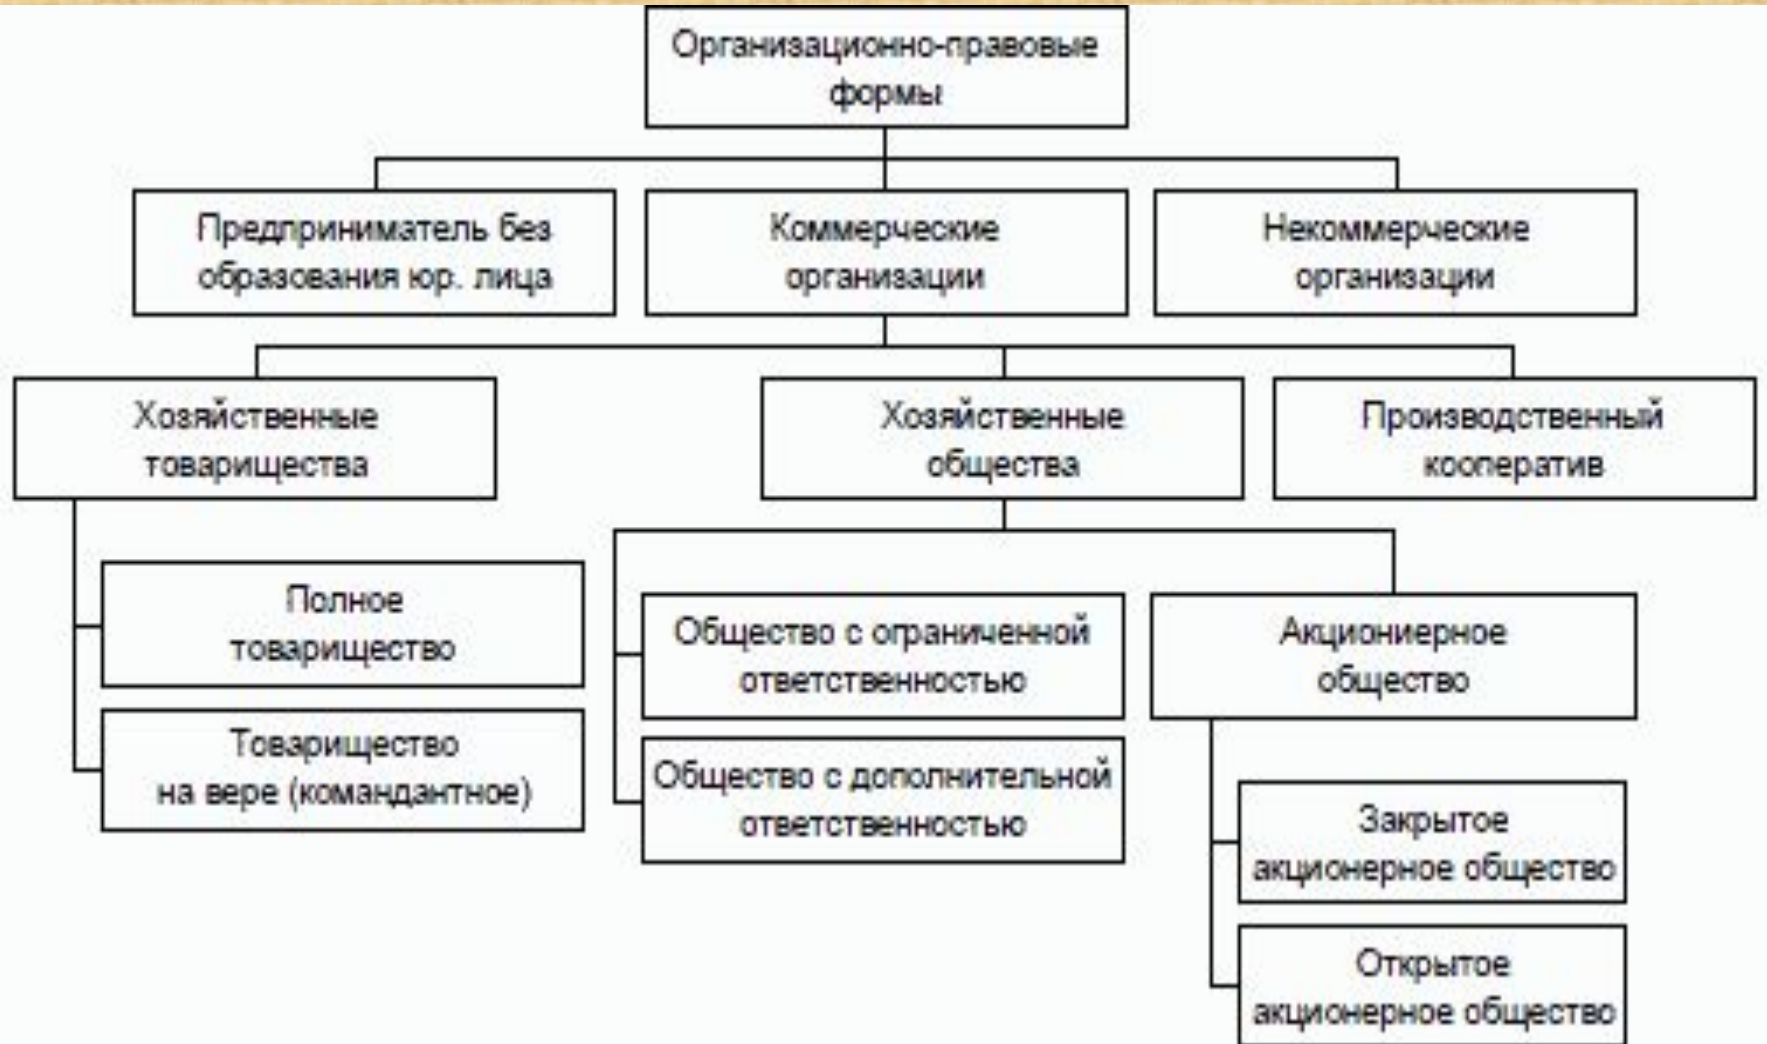 Организационно-правовые
формы
Предприниматель без
образования юр. лица
Коммерческие
организации
Некоммерческие
организации
Хозяйственные
товарищества
Хозяйственные
общества
Производственный
кооператив
Полное
товарищество
Товарищество
на вере (командантное)
Общество с ограниченной
ответственностью
Общество с дополнительной
ответственностью
Акциониерное
общество
Закрытое
акционерное общество
Открытое
акционерное общество